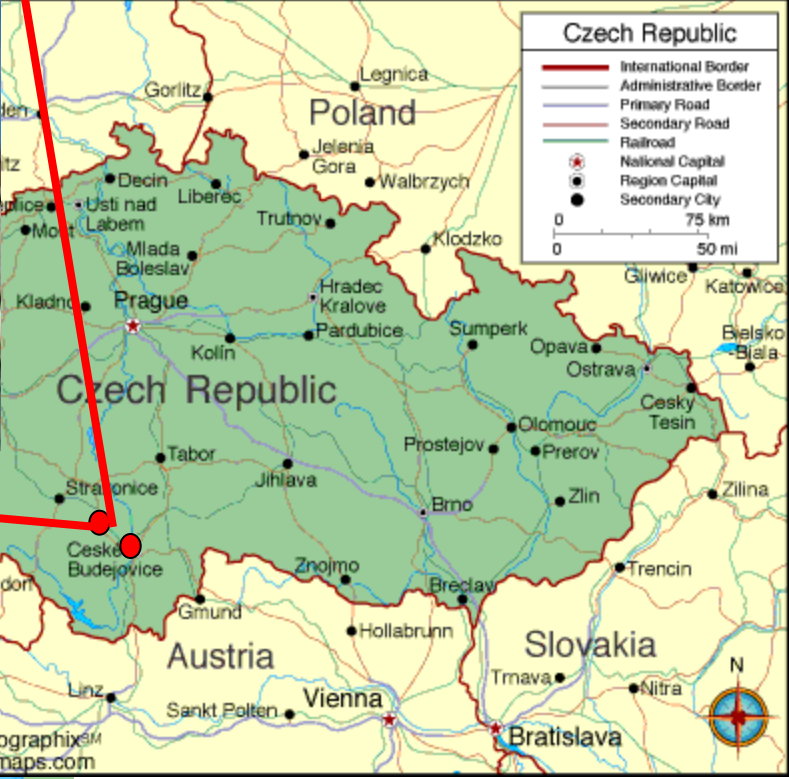 Czech Republic
International Border
Administrative Border
Primary Road
Secondary Road
Railroad
National Capital
Region Capital
Secondary City
0 75 km
0 50 mi
Legnica
Gorlitz
Poland
Jelenia
Gora
Walbrzych
Decin
Liberec
Usti nad
Labem
Trutnov
Most
Klodzko
Mlada
Boleslav
Gliwice
Katowice
Hradec
Kralove
Kladno
Prague
Pardubice
Sumperk
Bielsko
-Biala
Kolín
Opava
Ostrava
Czech Republic
Cesky
Tesin
Olomouc
Prostejov
Prerov
Tabor
Jihlava
Strakonice
Zlin
Zilina
Brno
Ceske
Budejovice
Znojmo
Breclav
Trencin
Gmund
Hollabrunn
Austria
Slovakia
N
Trnava
Nitra
Linz
Vienna
Sankt Polten
Bratislava
ographix℠
maps.com